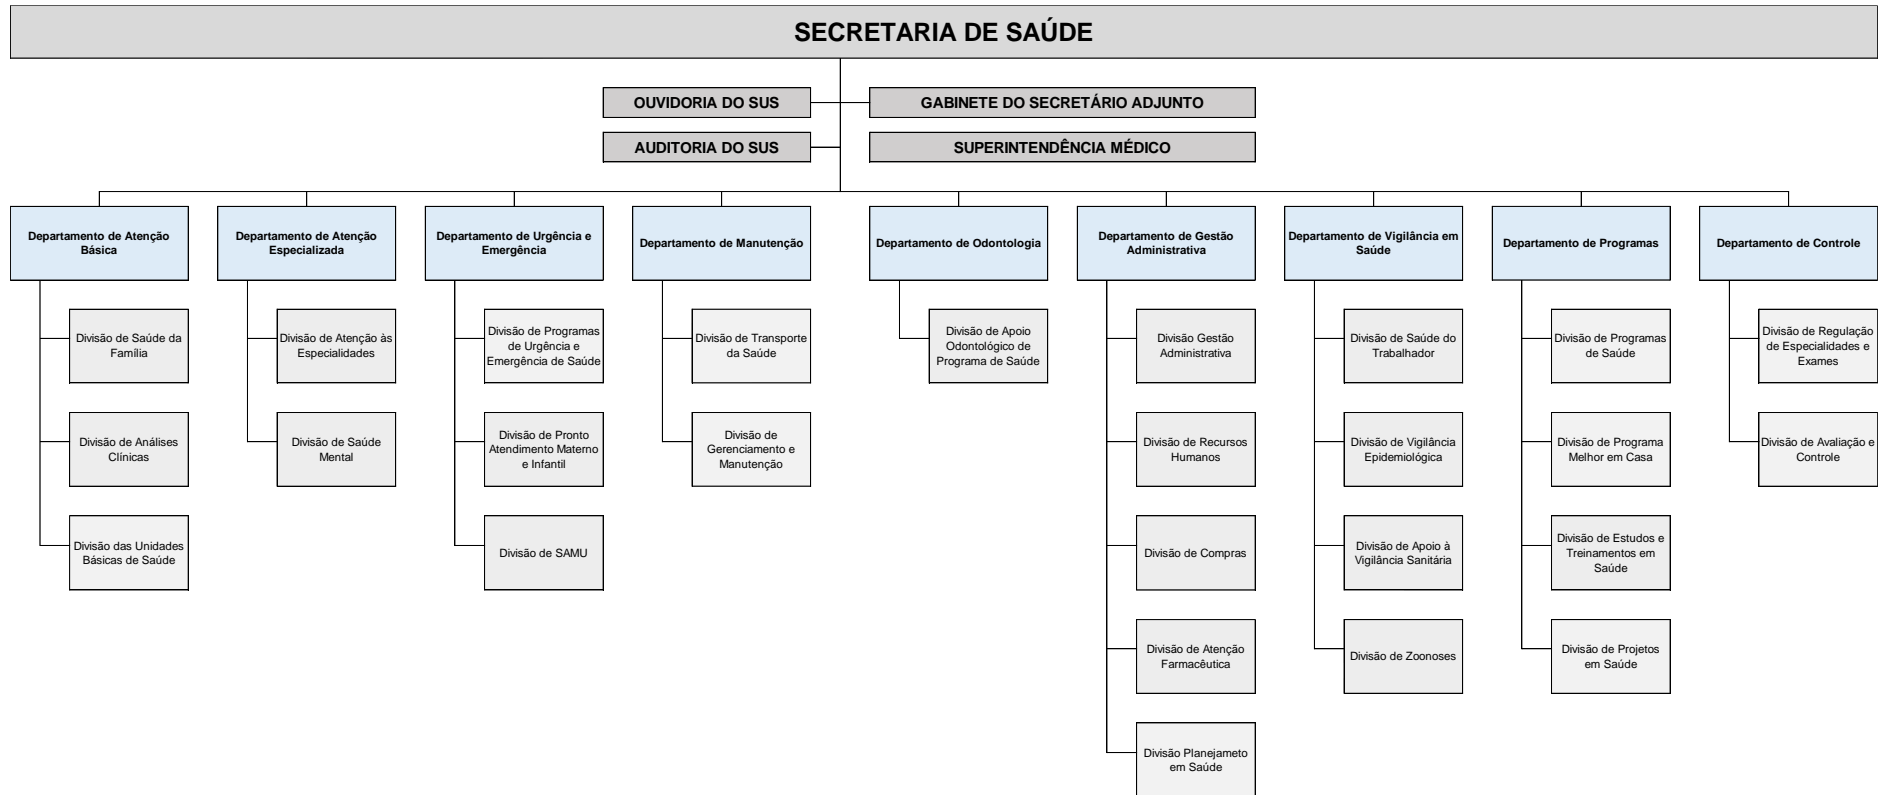 SECRETARIA DE SAÚDE
OUVIDORIA DO SUS
GABINETE DO SECRETÁRIO ADJUNTO
AUDITORIA DO SUS
SUPERINTENDÊNCIA MÉDICO
Departamento de Atenção
Básica
Departamento de Atenção
Especializada
Departamento de Urgência e
Emergência
Departamento de Manutenção
Departamento de Odontologia
Departamento de Gestão
Administrativa
Departamento de Vigilância em
Saúde
Departamento de Programas
Departamento de Controle
Divisão de Saúde da
Família
Divisão de Atenção às
Especialidades
Divisão de Programas
de Urgência e
Emergência de Saúde
Divisão de Transporte
da Saúde
Divisão de Apoio
Odontológico de
Programa de Saúde
Divisão Gestão
Administrativa
Divisão de Saúde do
Trabalhador
Divisão de Programas
de Saúde
Divisão de Regulação
de Especialidades e
Exames
Divisão de Análises
Clínicas
Divisão de Saúde
Mental
Divisão de Pronto
Atendimento Materno
e Infantil
Divisão de
Gerenciamento e
Manutenção
Divisão de Recursos
Humanos
Divisão de Vigilância
Epidemiológica
Divisão de Programa
Melhor em Casa
Divisão de Avaliação e
Controle
Divisão das Unidades
Básicas de Saúde
Divisão de SAMU
Divisão de Compras
Divisão de Apoio à
Vigilância Sanitária
Divisão de Estudos e
Treinamentos em
Saúde
Divisão de Atenção
Farmacêutica
Divisão de Zoonoses
Divisão de Projetos
em Saúde
Divisão Planejameto
em Saúde